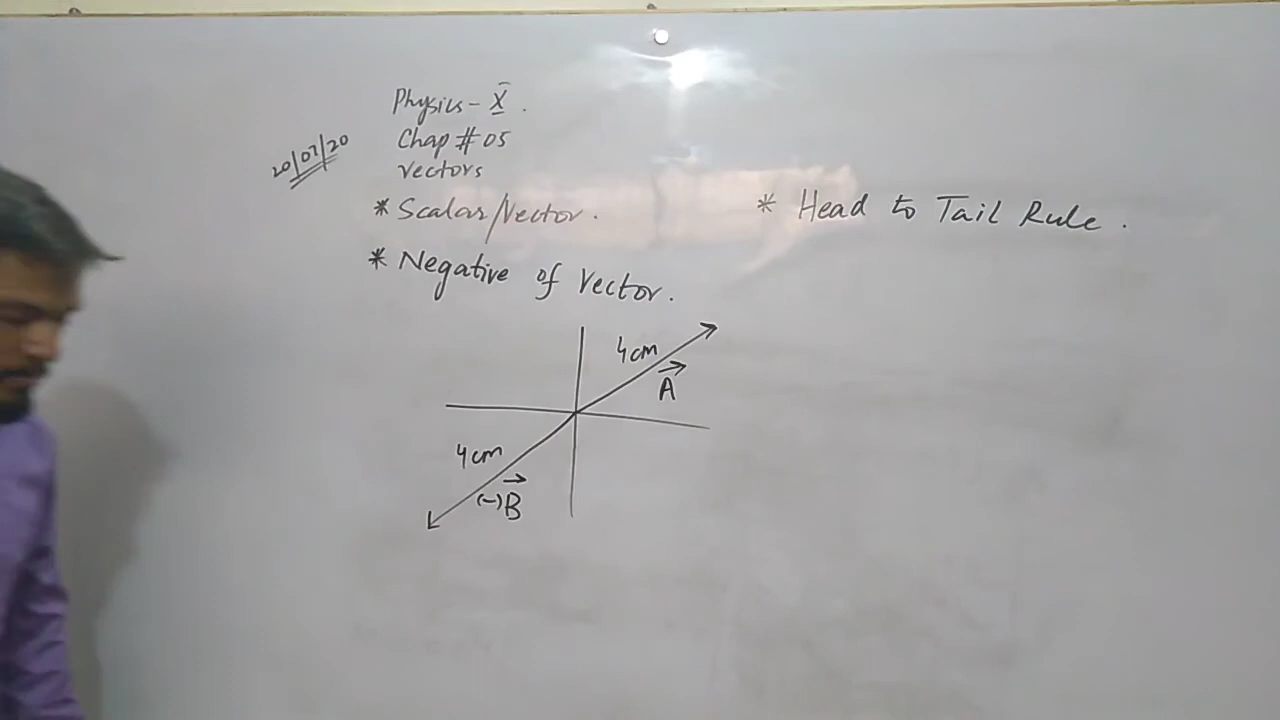 Physics - X.
20/07/20
Chap # 05
Vectors
* Scalar/Vector.
* Negative of Vector.
4cm
A
4cm
(-)B
* Head to Tail Rule.